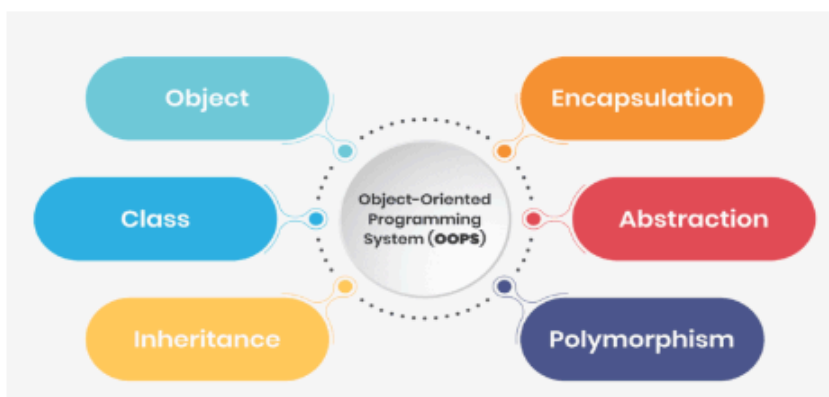 Object
Encapsulation
Class
Object-Oriented
Programming
System (OOPS)
Abstraction
Inheritance
Polymorphism